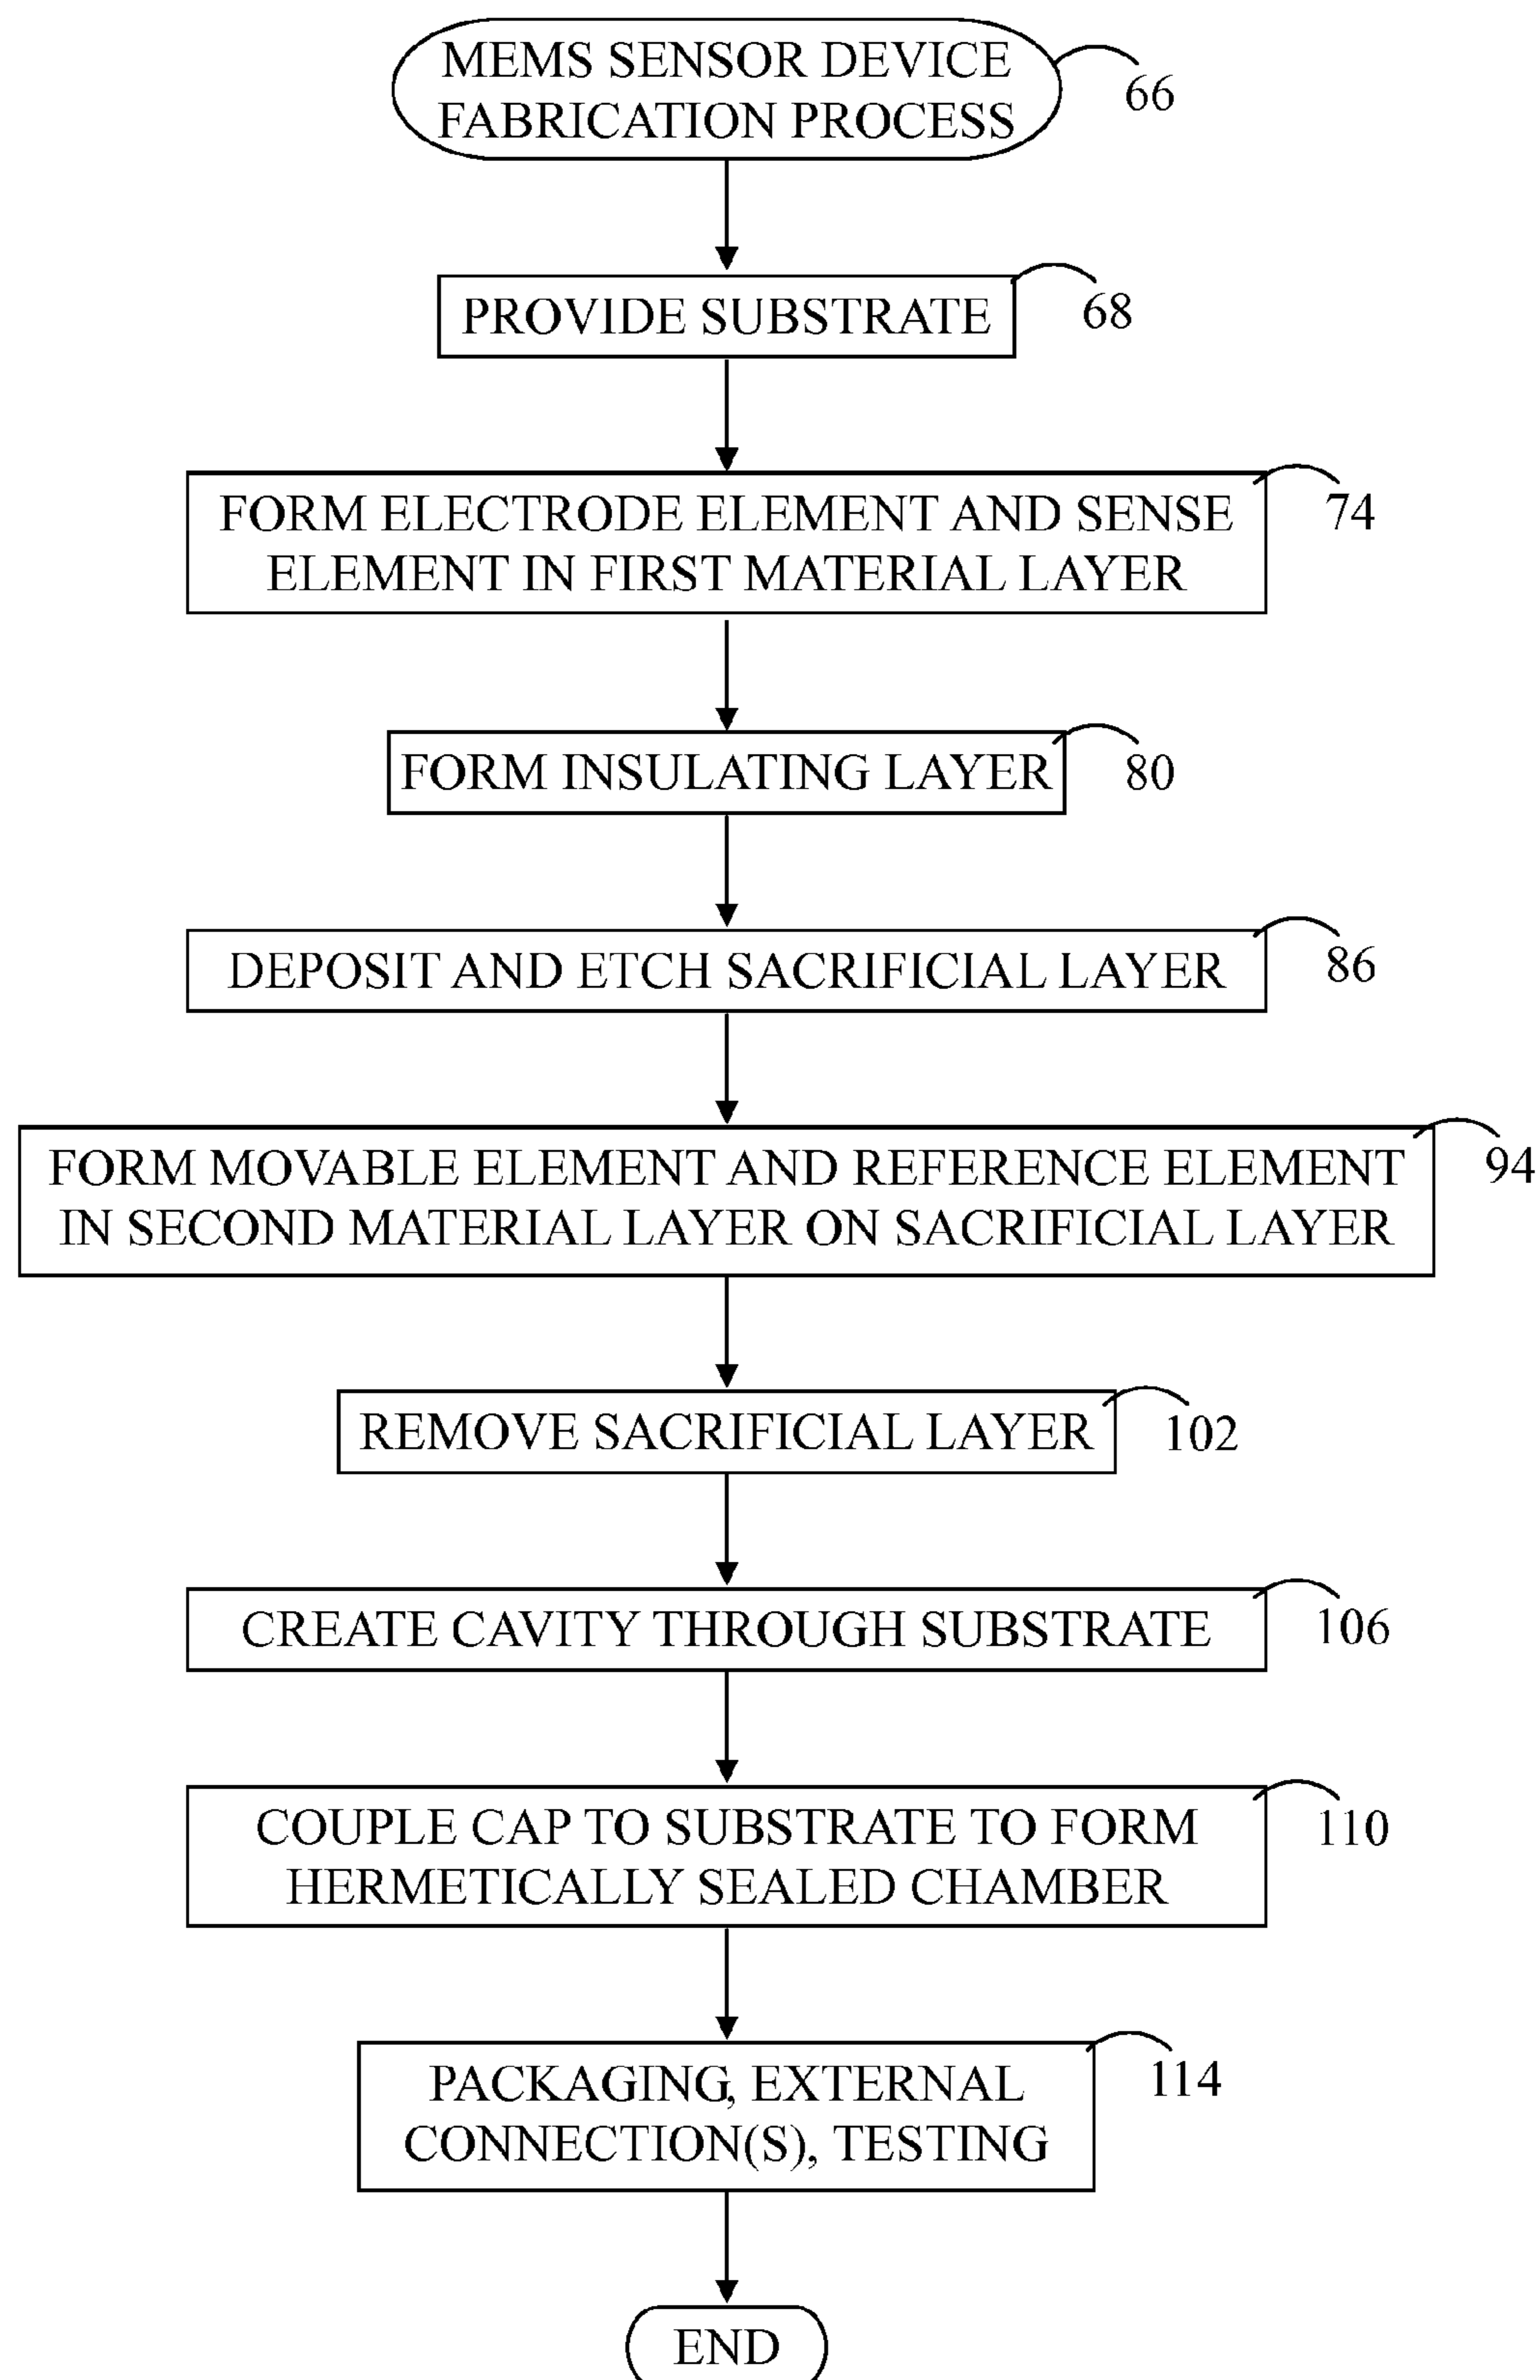 MEMS SENSOR DEVICE
FABRICATION PROCESS
66
PROVIDE SUBSTRATE
68
FORM ELECTRODE ELEMENT AND SENSE
ELEMENT IN FIRST MATERIAL LAYER
74
FORM INSULATING LAYER
80
DEPOSIT AND ETCH SACRIFICIAL LAYER
86
FORM MOVABLE ELEMENT AND REFERENCE ELEMENT
IN SECOND MATERIAL LAYER ON SACRIFICIAL LAYER
94
REMOVE SACRIFICIAL LAYER
102
CREATE CAVITY THROUGH SUBSTRATE
106
COUPLE CAP TO SUBSTRATE TO FORM
HERMETICALLY SEALED CHAMBER
110
PACKAGING, EXTERNAL
CONNECTION(S), TESTING
114
END